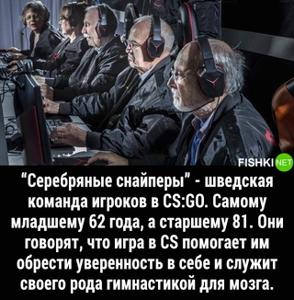 FISHKI NET
"Серебряные снайперы" - шведская
команда игроков в CS:GO. Самому
младшему 62 года, а старшему 81. Они
говорят, что игра в CS помогает им
обрести уверенность в себе и служит
своего рода гимнастикой для мозга.